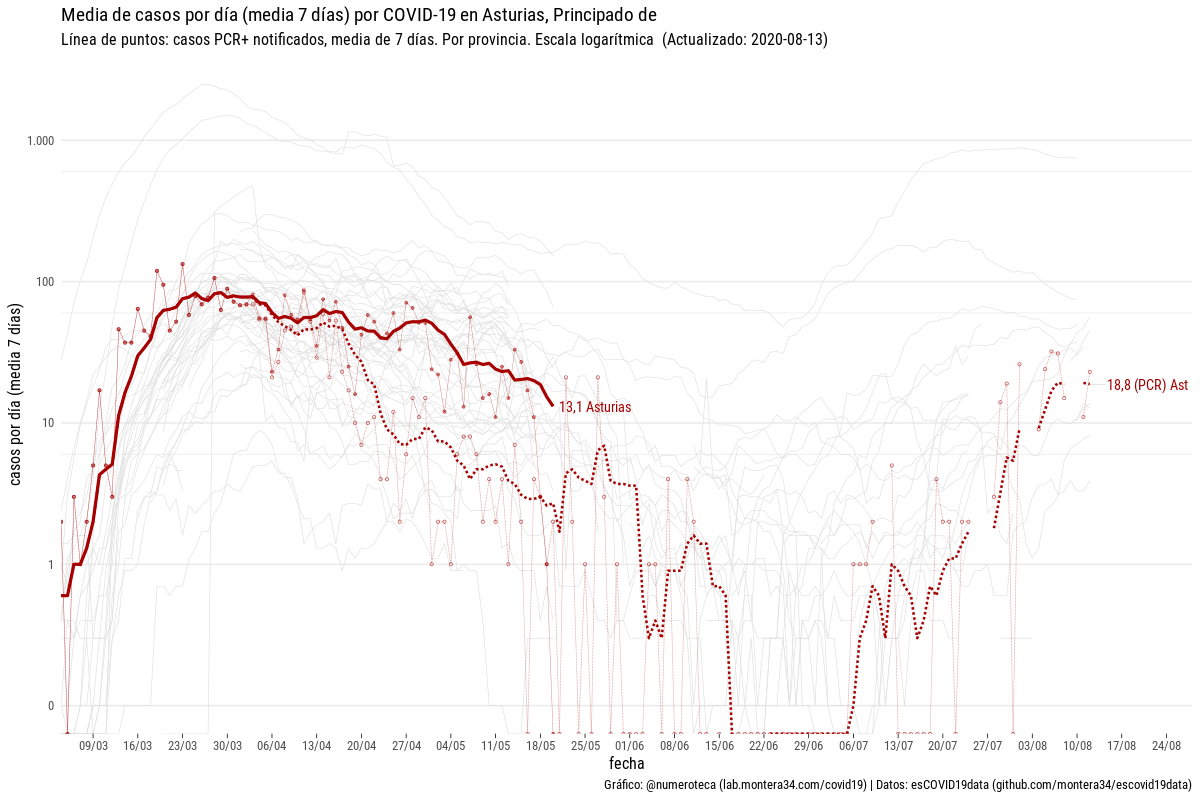 Media de casos por día (media 7 días) por COVID-19 en Asturias, Principado de
Línea de puntos: casos PCR+ notificados, media de 7 días. Por provincia. Escala logarítmica (Actualizado: 2020-08-13)
casos por día (media 7 días)
1.000
100
10
1
0
13,1 Asturias
18,8 (PCR) Ast
09/03 16/03 23/03 30/03 06/04 13/04 20/04 27/04 04/05 11/05 18/05 25/05 01/06 08/06 15/06 22/06 29/06 06/07 13/07 20/07 27/07 03/08 10/08 17/08 24/08
fecha
Gráfico: @numeroteca (lab.montera34.com/covid19) | Datos: esCOVID19data (github.com/montera34/escovid19data)